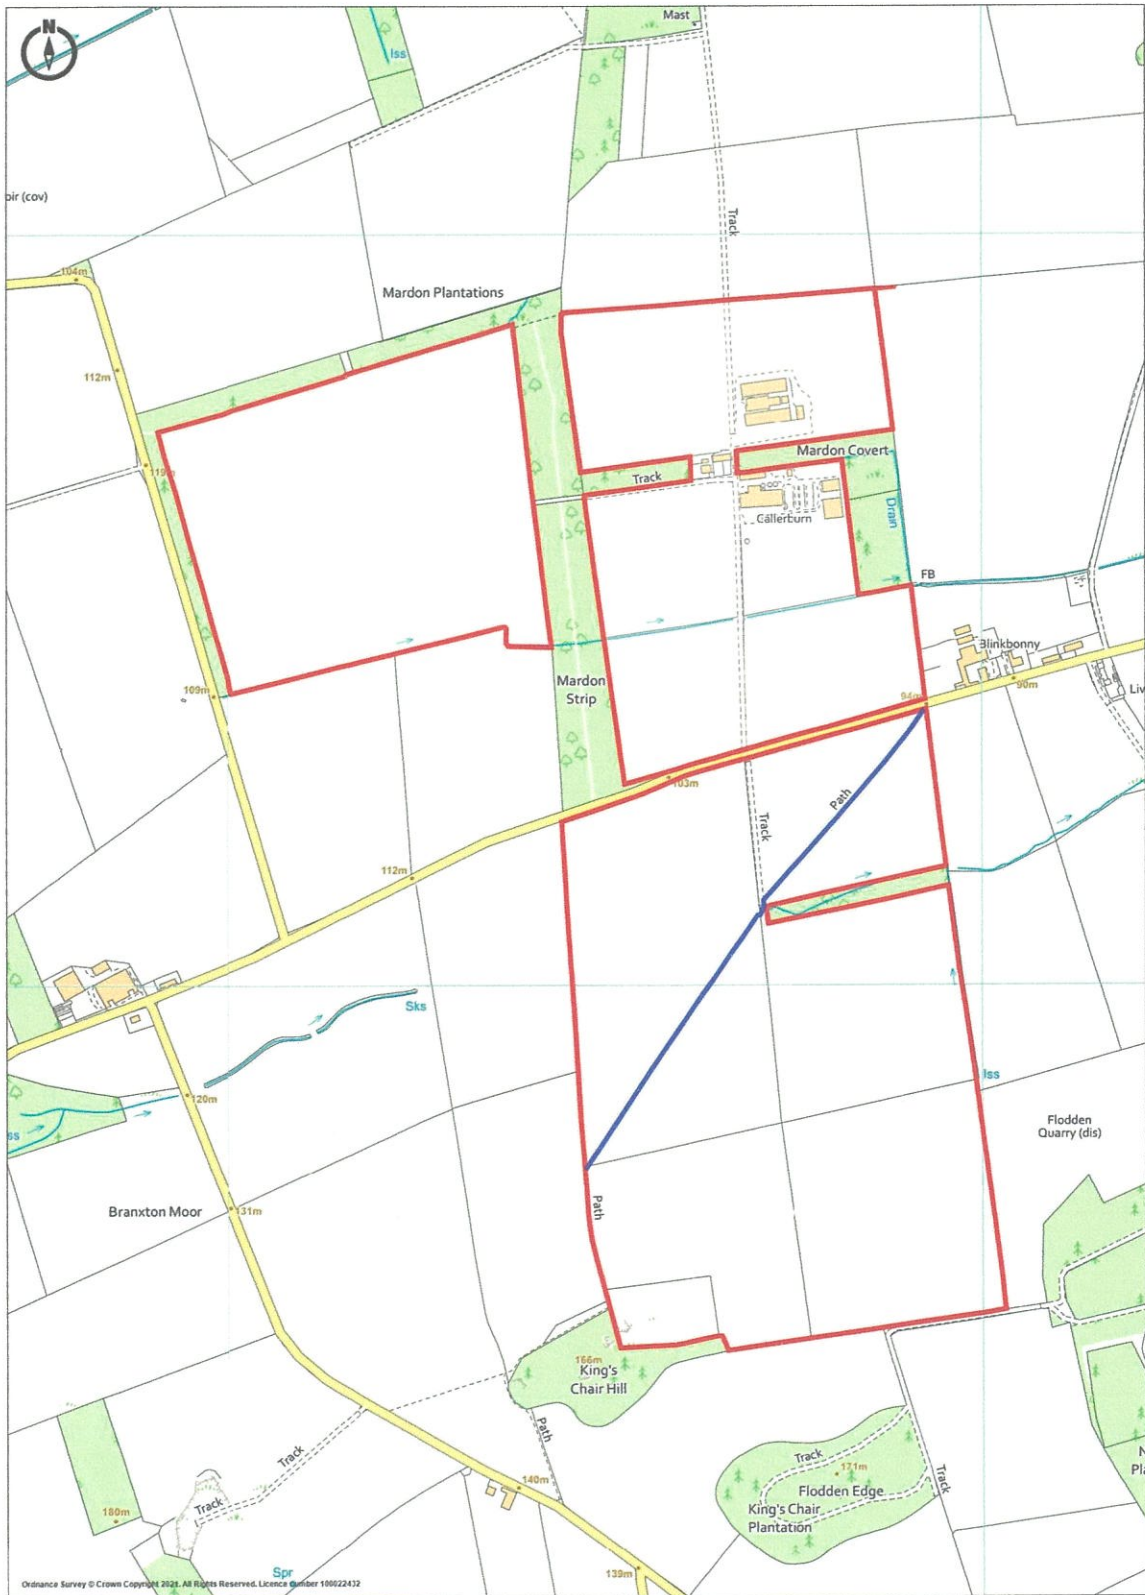 N
Mast
Iss
oir (cov)
Track
104m
Mardon Plantations
112m
119m
Mardon Covert
Track
Callerburn
Drain
FB
Blinkbonny
Mardon
Strip
109m
94m
90m
Liv
103m
Path
Track
112m
Sks
Iss
120m
ss
Flodden
Quarry (dis)
Path
Branxton Moor
131m
166m
King's
Chair Hill
Path
Track
Track
171m
Flodden Edge
Track
N
Pla
140m
King's Chair
Plantation
Track
180m
Spr
139m
Ordnance Survey © Crown Copyright 2021. All Rights Reserved. Licence number 100022432